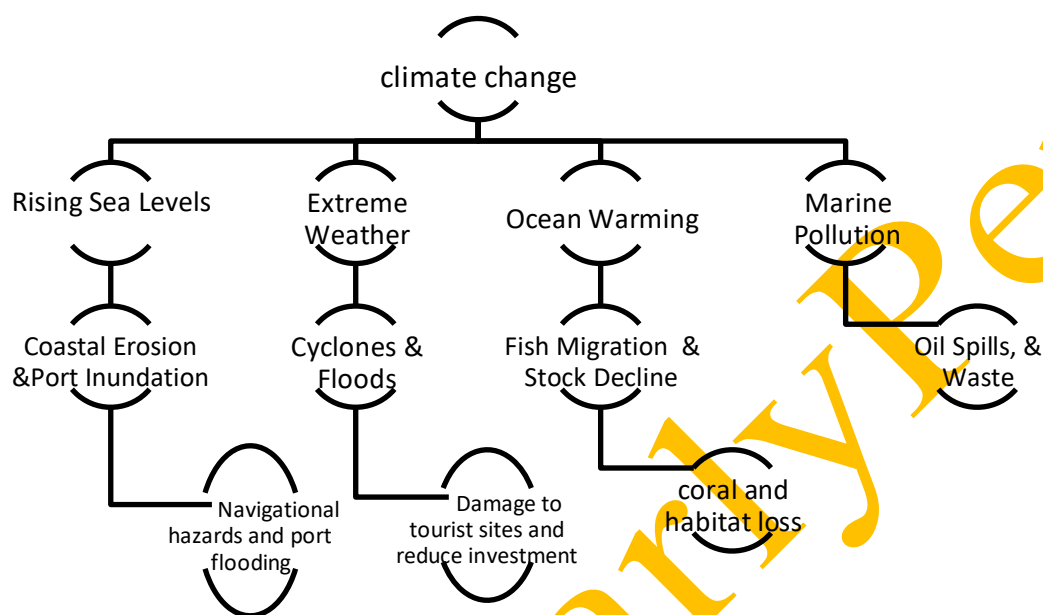 climate change
Rising Sea Levels
Extreme
Weather
Ocean Warming
Marine
Pollution
Coastal Erosion
&Port Inundation
Cyclones &
Floods
Fish Migration &
Stock Decline
Oil Spills, &
Waste
Navigational
hazards and port
flooding
Damage to
tourist sites and
reduce investment
coral and
habitat loss
arlyPe